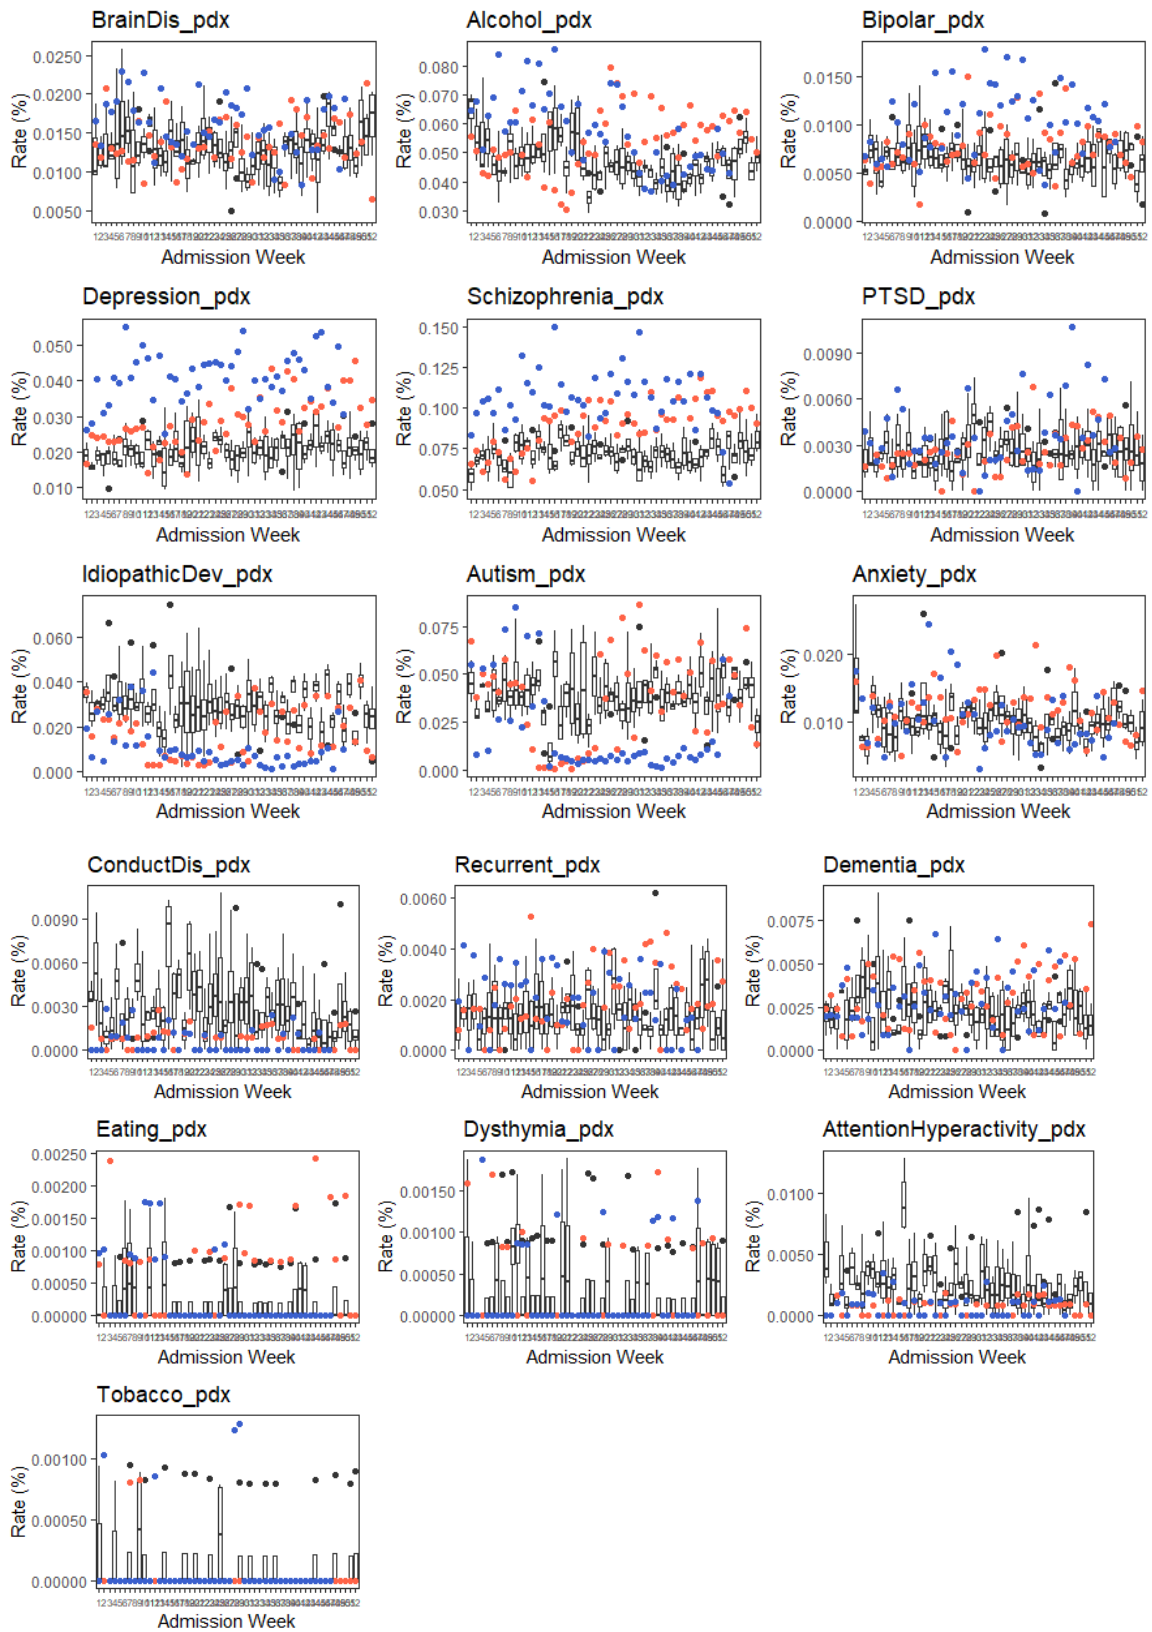 BrainDis_pdx
Alcohol_pdx
Bipolar_pdx
Rate (%)
0.0250
0.0200
0.0150
0.0100
0.0050
Rate (%)
0.080
0.070
0.060
0.050
0.040
0.030
Rate (%)
0.0150
0.0100
0.0050
0.0000
Admission Week
Admission Week
Admission Week
Depression_pdx
Schizophrenia_pdx
PTSD_pdx
Rate (%)
0.050
0.040
0.030
0.020
0.010
Rate (%)
0.150
0.125
0.100
0.075
0.050
Rate (%)
0.0090
0.0060
0.0030
0.0000
Admission Week
Admission Week
Admission Week
IdiopathicDev_pdx
Autism_pdx
Anxiety_pdx
Rate (%)
0.060
0.040
0.020
0.000
Rate (%)
0.075
0.050
0.025
0.000
Rate (%)
0.020
0.010
Admission Week
Admission Week
Admission Week
ConductDis_pdx
Recurrent_pdx
Dementia_pdx
Rate (%)
0.0090
0.0060
0.0030
0.0000
Rate (%)
0.0060
0.0040
0.0020
0.0000
Rate (%)
0.0075
0.0050
0.0025
0.0000
Admission Week
Admission Week
Admission Week
Eating_pdx
Dysthymia_pdx
AttentionHyperactivity_pdx
Rate (%)
0.00250
0.00200
0.00150
0.00100
0.00050
0.00000
Rate (%)
0.00150
0.00100
0.00050
0.00000
Rate (%)
0.0100
0.0050
0.0000
Admission Week
Admission Week
Admission Week
Tobacco_pdx
Rate (%)
0.00100
0.00050
0.00000
Admission Week